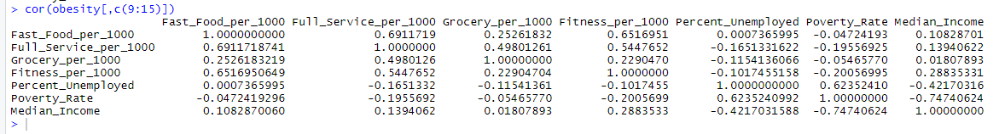 > cor(obesity[,c(9:15)])
Fast_Food_per_1000 Full_Service_per_1000 Grocery_per_1000 Fitness_per_1000 Percent_Unemployed Poverty_Rate Median_Income
Fast_Food_per_1000 1.0000000000 0.6911719 0.25261832 0.6516951 0.0007365995 -0.04724193 0.10828701
Full_Service_per_1000 0.6911718741 1.0000000 0.49801261 0.5447652 -0.1651331622 -0.19556925 0.13940622
Grocery_per_1000 0.2526183219 0.4980126 1.00000000 0.2290470 -0.1154136066 -0.05465770 0.01807893
Fitness_per_1000 0.6516950649 0.5447652 0.22904704 1.0000000 -0.1017455158 -0.20056995 0.28835331
Percent_Unemployed 0.0007365995 -0.1651332 -0.11541361 -0.1017455 1.0000000000 0.62352410 -0.42170316
Poverty_Rate -0.0472419296 -0.1955692 -0.05465770 -0.2005699 0.6235240992 1.00000000 -0.74740624
Median_Income 0.1082870060 0.1394062 0.01807893 0.2883533 -0.4217031588 -0.74740624 1.00000000
>